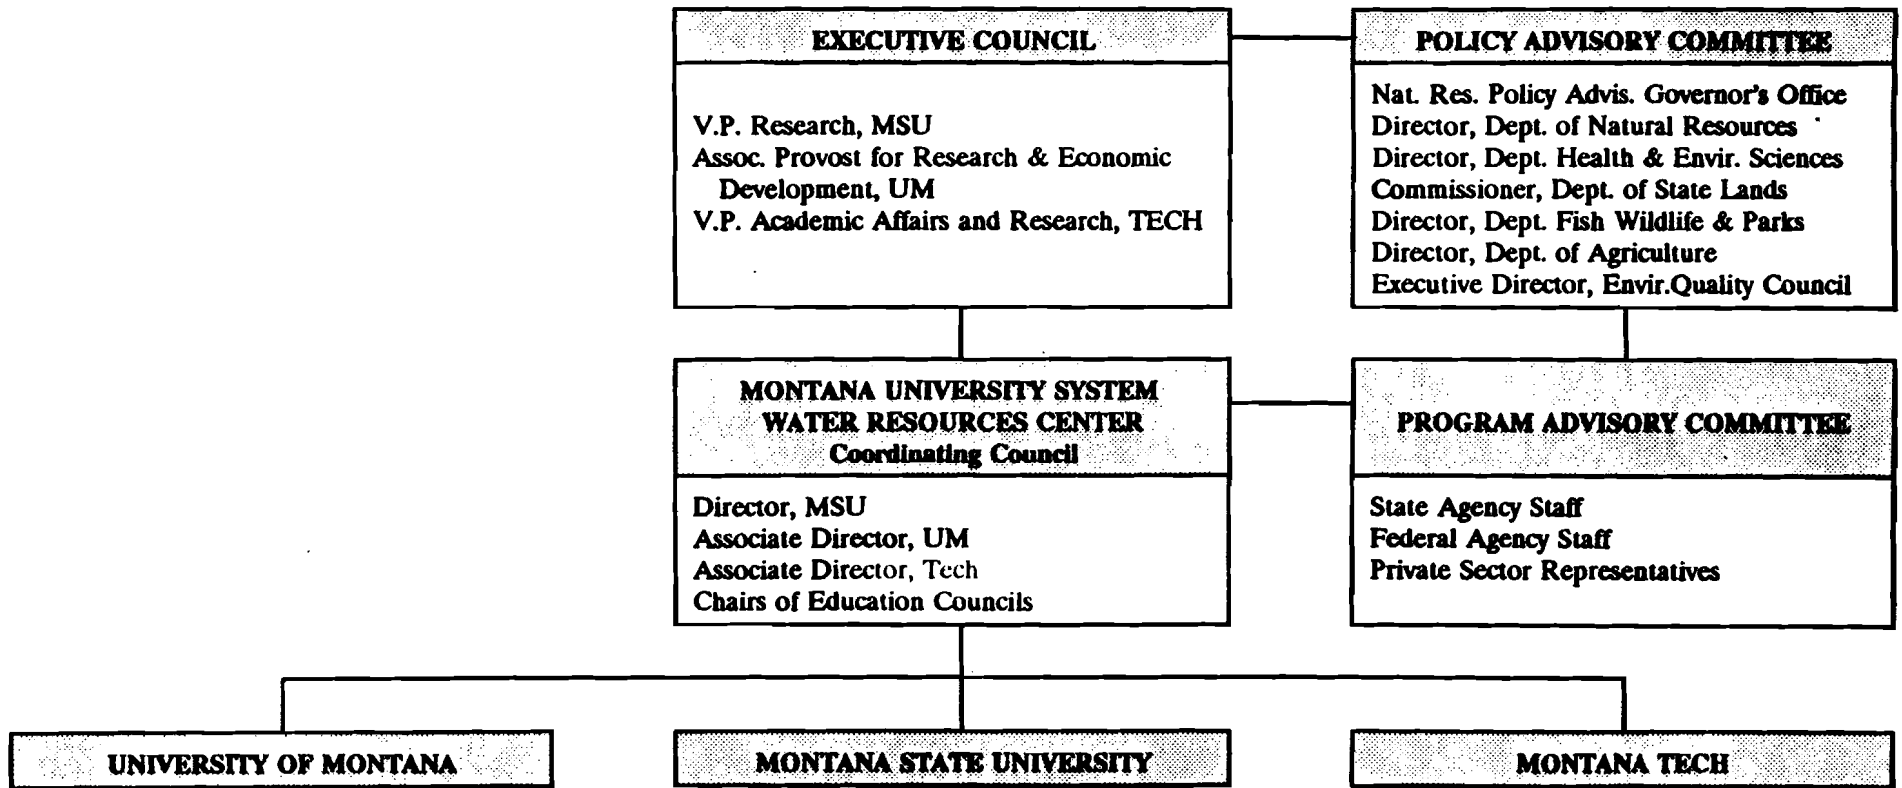 EXECUTIVE COUNCIL
V.P. Research, MSU
Assoc. Provost for Research & Economic
Development, UM
V.P. Academic Affairs and Research, TECH
POLICY ADVISORY COMMITTEE
Nat. Res. Policy Advis. Governor's Office
Director, Dept. of Natural Resources
Director, Dept. Health & Envir. Sciences
Commissioner, Dept. of State Lands
Director, Dept. Fish Wildlife & Parks
Director, Dept. of Agriculture
Executive Director, Envir.Quality Council
MONTANA UNIVERSITY SYSTEM
WATER RESOURCES CENTER
Coordinating Council
Director, MSU
Associate Director, UM
Associate Director, Tech
Chairs of Education Councils
PROGRAM ADVISORY COMMITTEE
State Agency Staff
Federal Agency Staff
Private Sector Representatives
UNIVERSITY OF MONTANA
MONTANA STATE UNIVERSITY
MONTANA TECH